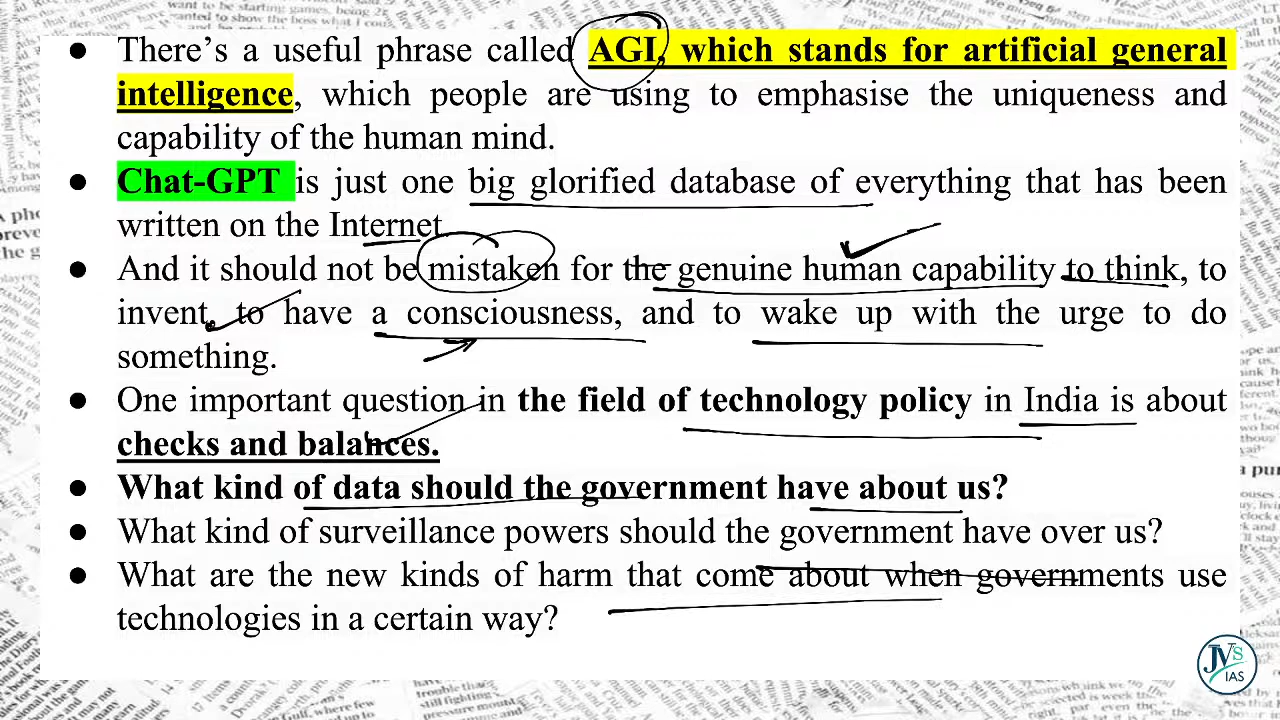 • There’s a useful phrase called AGI, which stands for artificial general
intelligence, which people are using to emphasise the uniqueness and
capability of the human mind.
• Chat-GPT is just one big glorified database of everything that has been
written on the Internet.
• And it should not be mistaken for the genuine human capability to think, to
invent, to have a consciousness, and to wake up with the urge to do
something.
• One important question in the field of technology policy in India is about
checks and balances.
• What kind of data should the government have about us?
• What kind of surveillance powers should the government have over us?
• What are the new kinds of harm that come about when governments use
technologies in a certain way?
JV'S
IAS